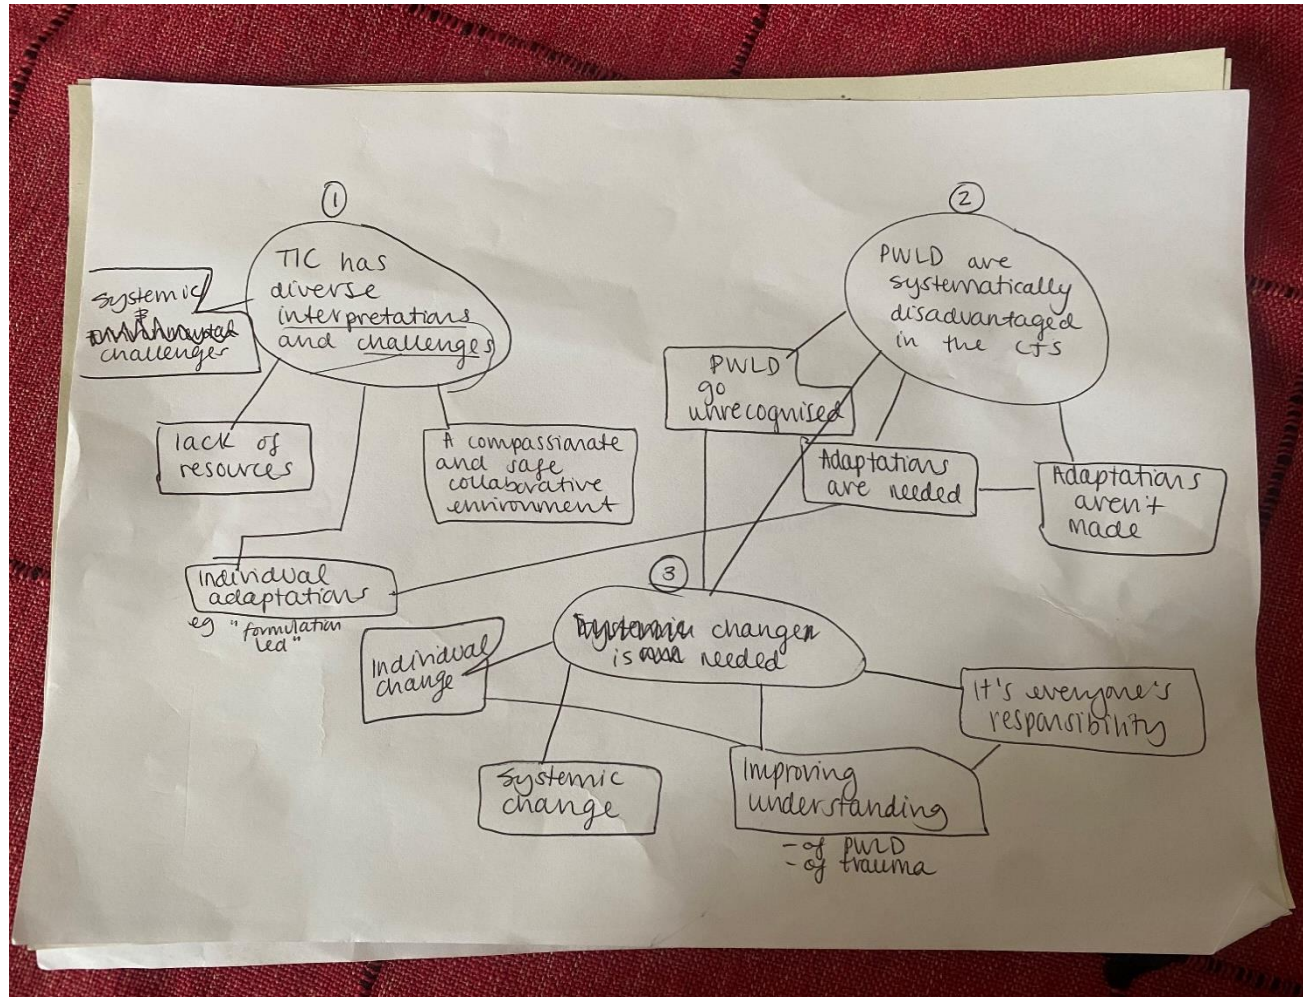 ①
TIC has
diverse
interpretations
and challenges
Systemic
&
challenges
lack of
resources
A compassionate
and safe
collaborative
environment
Individual
adaptations
eg "formulation
led"
②
PWLD are
systematically
disadvantaged
in the CJS
PWLD
go
unrecognised
Adaptations
are needed
Adaptations
aren't
made
③
change
is needed
Individual
change
Systemic
change
Improving
understanding
- of PWLD
- of trauma
It's everyone's
responsibility